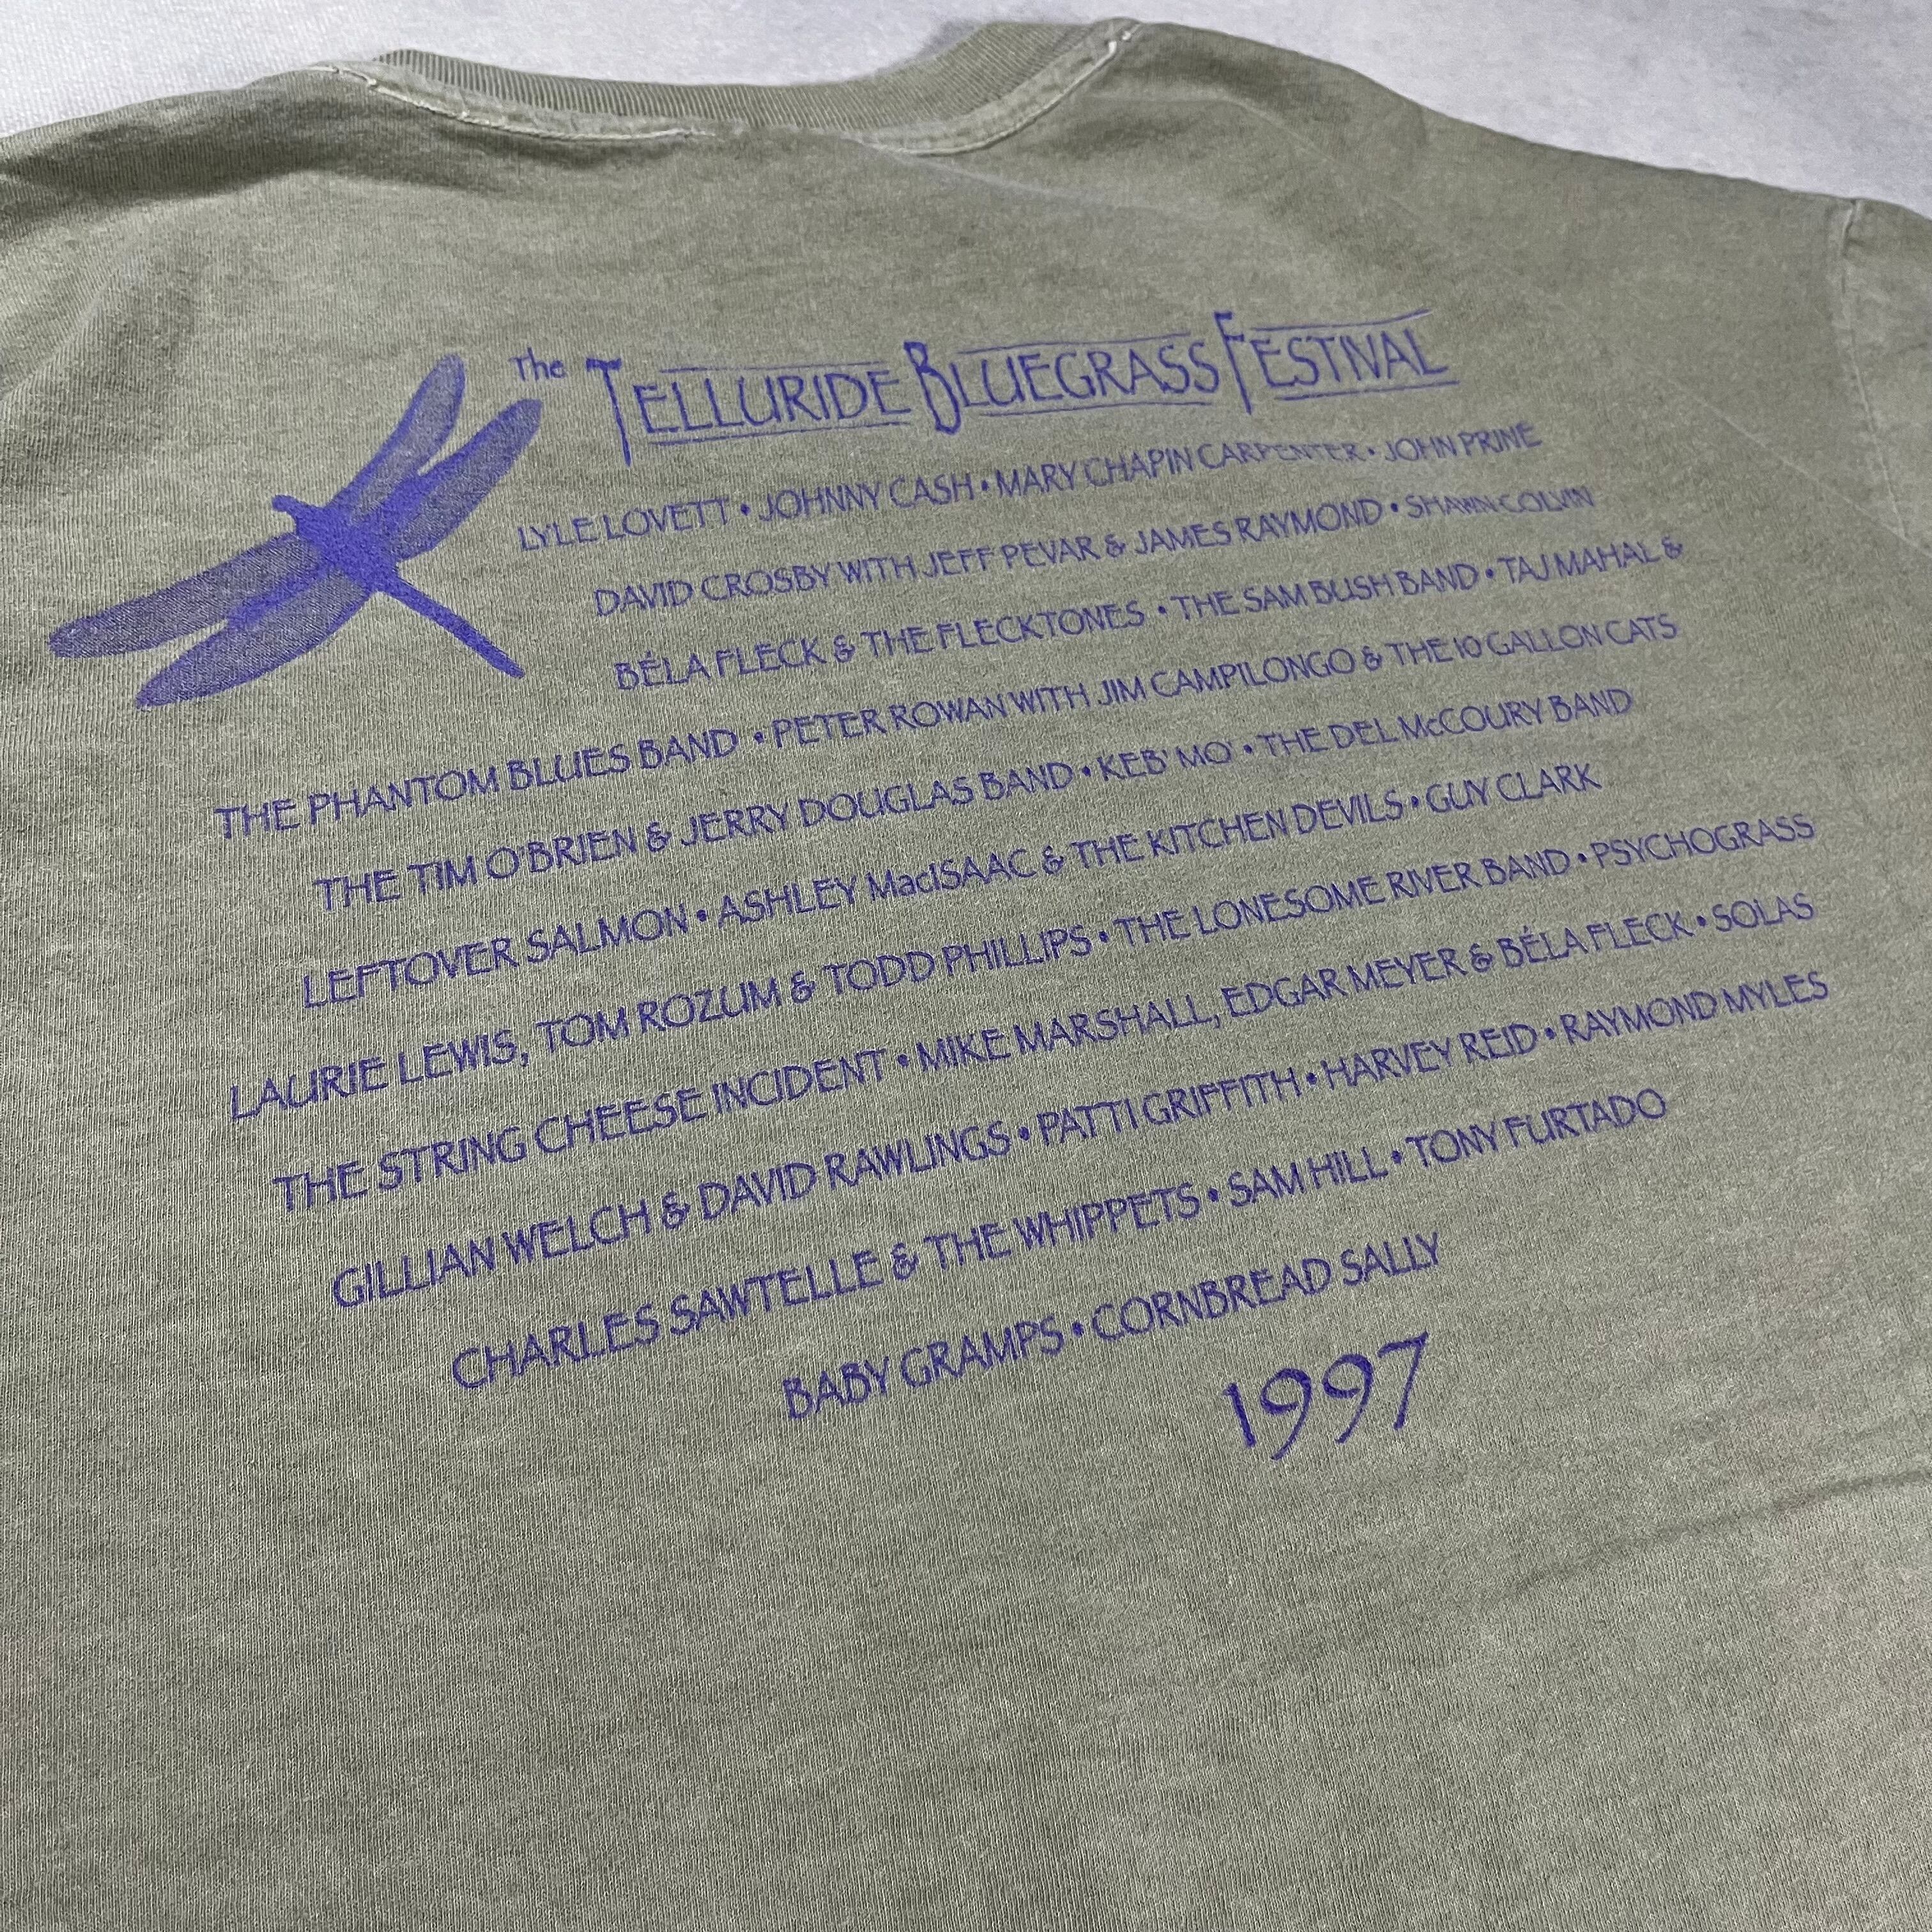 The TELLURIDE BLUEGRASS FESTIVAL
LYLE LOVETT • JOHNNY CASH • MARY CHAPIN CARPENTER • JOHN PRINE
DAVID CROSBY WITH JEFF PEVAR & JAMES RAYMOND • SHAWN COLVIN
BÉLA FLECK & THE FLECKTONES • THE SAM BUSH BAND • TAJ MAHAL &
THE PHANTOM BLUES BAND • PETER ROWAN WITH JIM CAMPILONGO & THE 10 GALLON CATS
THE TIM O'BRIEN & JERRY DOUGLAS BAND • KEB' MO' • THE DEL McCOURY BAND
LEFTOVER SALMON • ASHLEY MacISAAC & THE KITCHEN DEVILS • GUY CLARK
LAURIE LEWIS, TOM ROZUM & TODD PHILLIPS • THE LONESOME RIVER BAND • PSYCHOGRASS
THE STRING CHEESE INCIDENT • MIKE MARSHALL, EDGAR MEYER & BÉLA FLECK • SOLAS
GILLIAN WELCH & DAVID RAWLINGS • PATTI GRIFFITH • HARVEY REID • RAYMOND MYLES
CHARLES SAWTELLE & THE WHIPPETS • SAM HILL • TONY FURTADO
BABY GRAMPS • CORNBREAD SALLY
1997